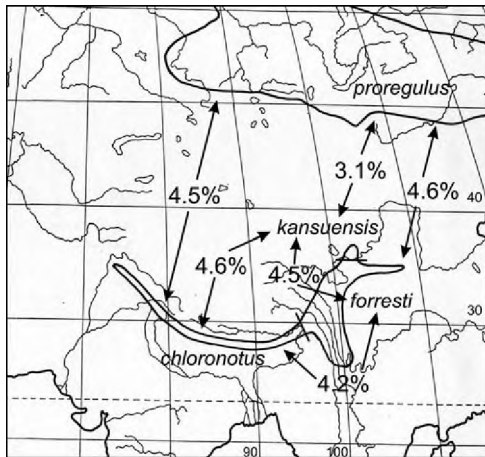 proregulus
3.1%
4.5%
4.6%
40
kansuensis
4.6%
4.5%
forresti
30
chloronotus
4.2%
90
100